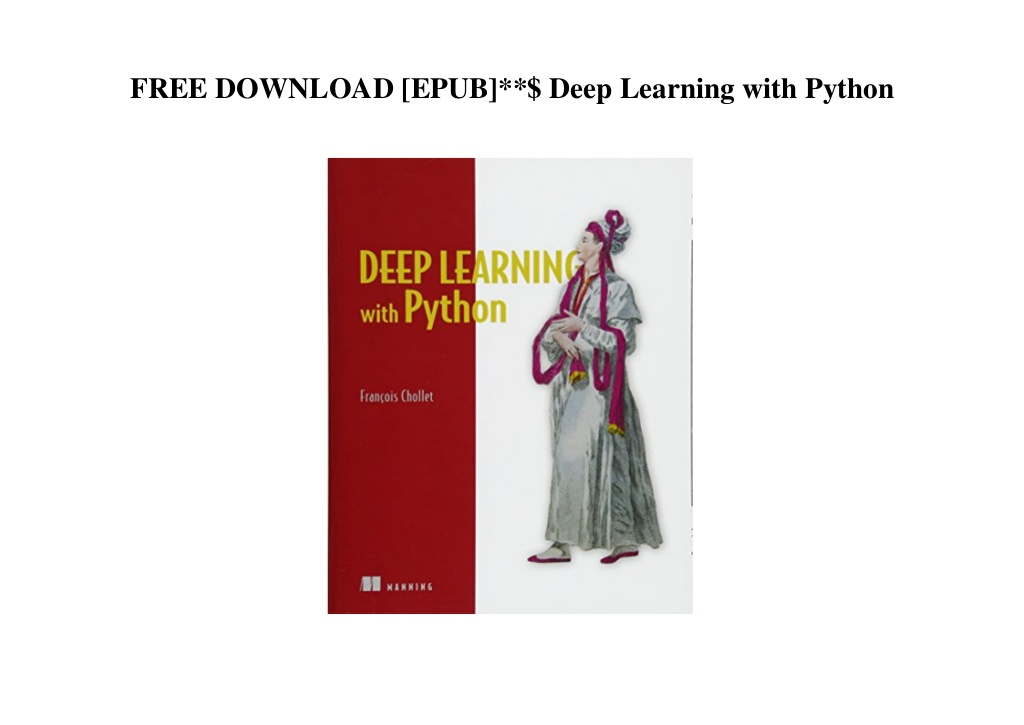 FREE DOWNLOAD [EPUB]**$ Deep Learning with Python
DEEP LEARNING
with Python
François Chollet
MANNING